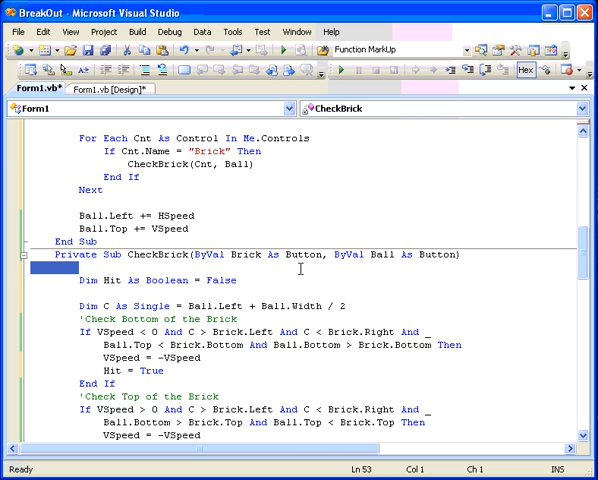 BreakOut - Microsoft Visual Studio
File Edit View Project Build Debug Data Tools Test Window Help
Function MarkUp
Hex
Form1.vb* Form1.vb [Design]*
Form1 CheckBrick
For Each Cnt As Control In Me.Controls
If Cnt.Name = "Brick" Then
CheckBrick(Cnt, Ball)
End If
Next
Ball.Left += HSpeed
Ball.Top += VSpeed
End Sub
Private Sub CheckBrick(ByVal Brick As Button, ByVal Ball As Button)
Dim Hit As Boolean = False
Dim C As Single = Ball.Left + Ball.Width / 2
'Check Bottom of the Brick
If VSpeed < 0 And C > Brick.Left And C < Brick.Right And _
Ball.Top < Brick.Bottom And Ball.Bottom > Brick.Bottom Then
VSpeed = -VSpeed
Hit = True
End If
'Check Top of the Brick
If VSpeed > 0 And C > Brick.Left And C < Brick.Right And _
Ball.Bottom > Brick.Top And Ball.Top < Brick.Top Then
VSpeed = -VSpeed
Ready Ln 53 Col 1 Ch 1 INS